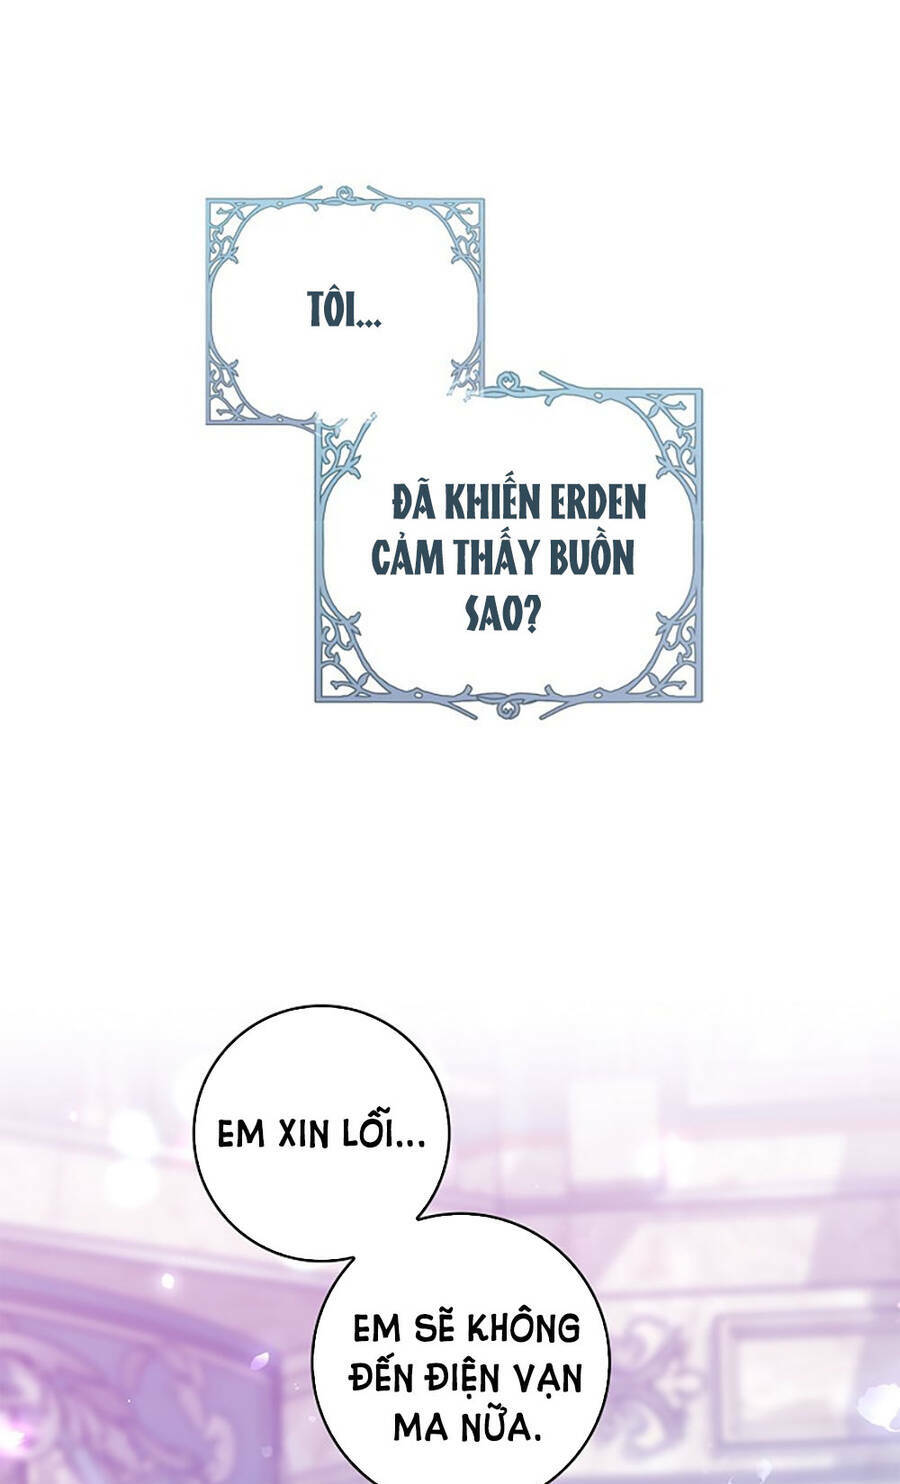 TÔI...
ĐÃ KHIẾN ERDEN
CẢM THẤY BUỒN
SAO?
EM XIN LỖI...
EM SẼ KHÔNG
ĐẾN ĐIỆN VẠN
MA NỮA.